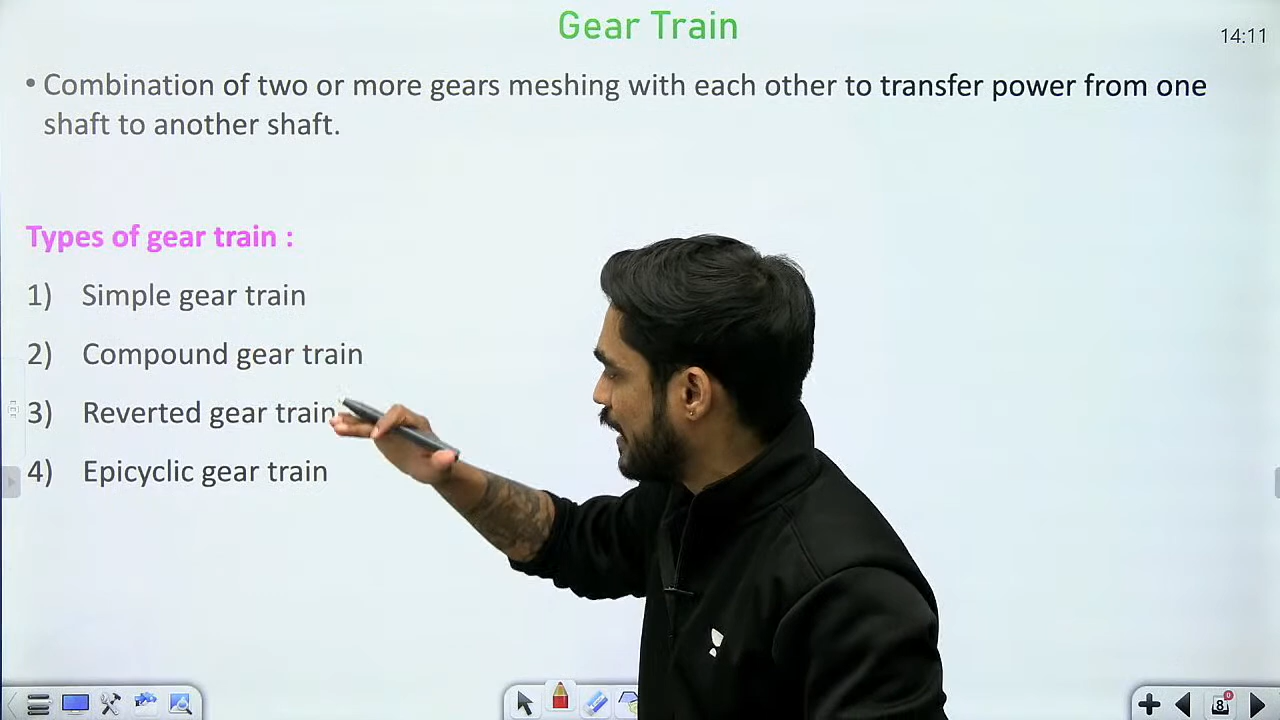 Gear Train
14:11
• Combination of two or more gears meshing with each other to transfer power from one
shaft to another shaft.
Types of gear train :
1) Simple gear train
2) Compound gear train
3) Reverted gear train
4) Epicyclic gear train
8
0